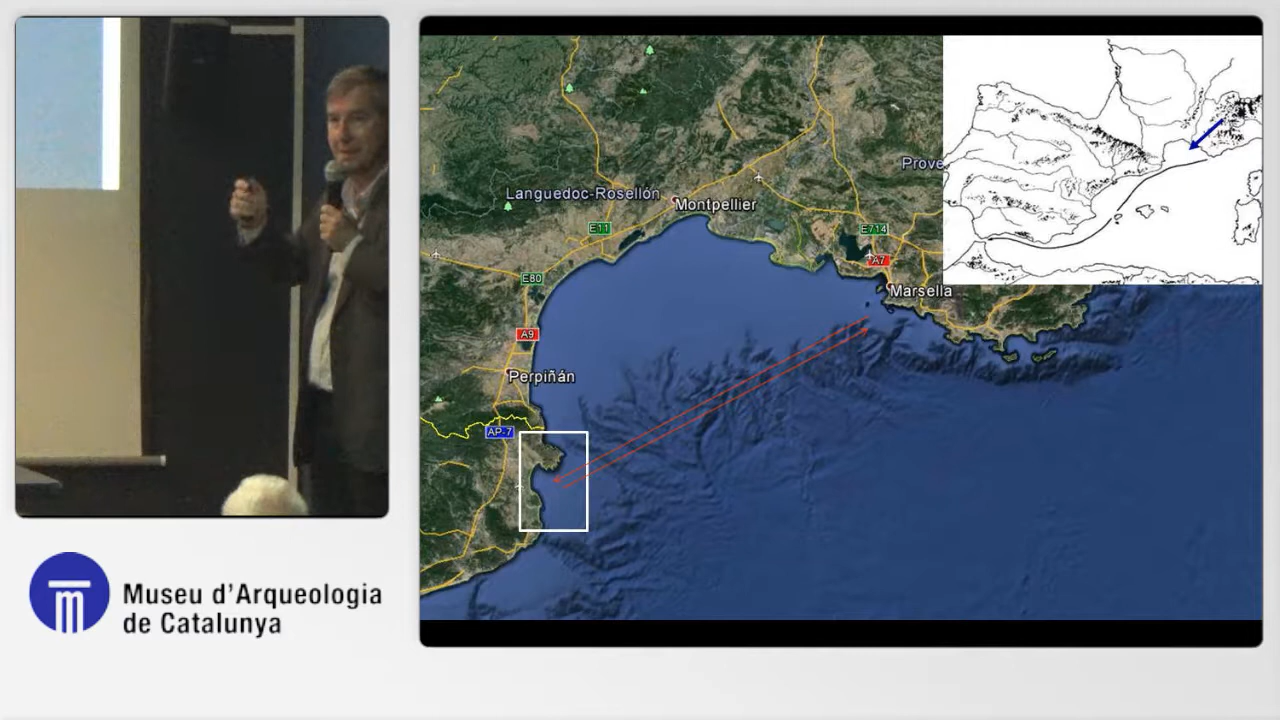 Languedoc-Rosellón
Montpellier
Prove
E11
E714
A7
E80
Marsella
A9
Perpiñán
AP-7
Museu d'Arqueologia
de Catalunya